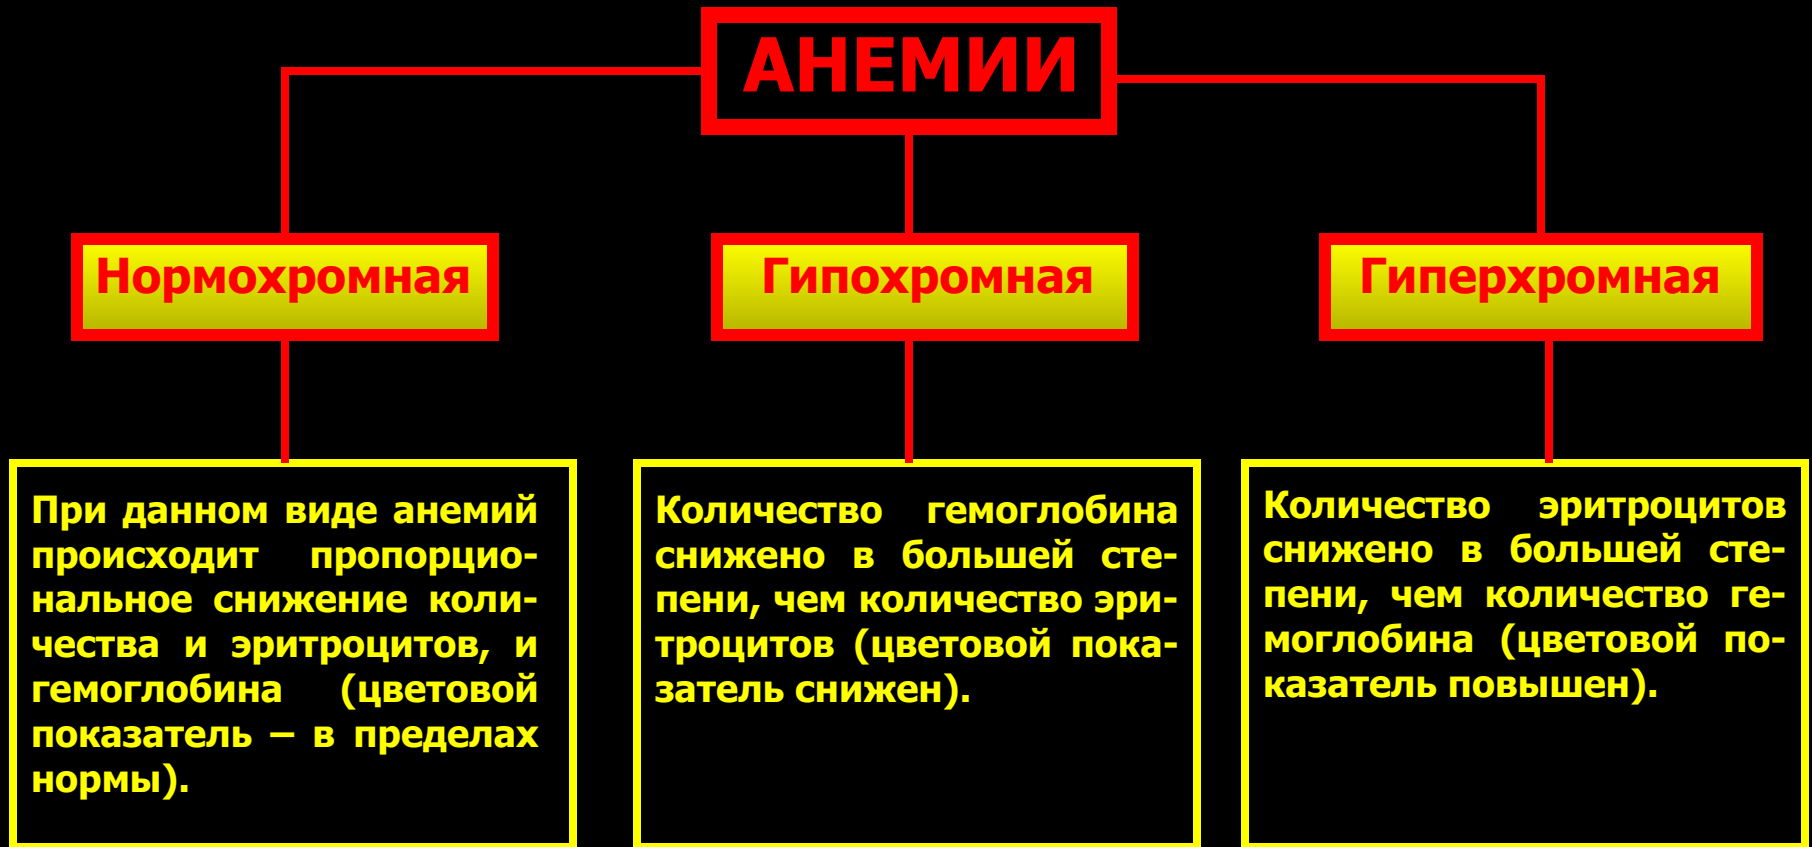 АНЕМИИ
Нормохромная
Гипохромная
Гиперхромная
При данном виде анемий
происходит пропорцио-
нальное снижение коли-
чества и эритроцитов, и
гемоглобина (цветовой
показатель – в пределах
нормы).
Количество гемоглобина
снижено в большей сте-
пени, чем количество эри-
троцитов (цветовой пока-
затель снижен).
Количество эритроцитов
снижено в большей сте-
пени, чем количество ге-
моглобина (цветовой по-
казатель повышен).